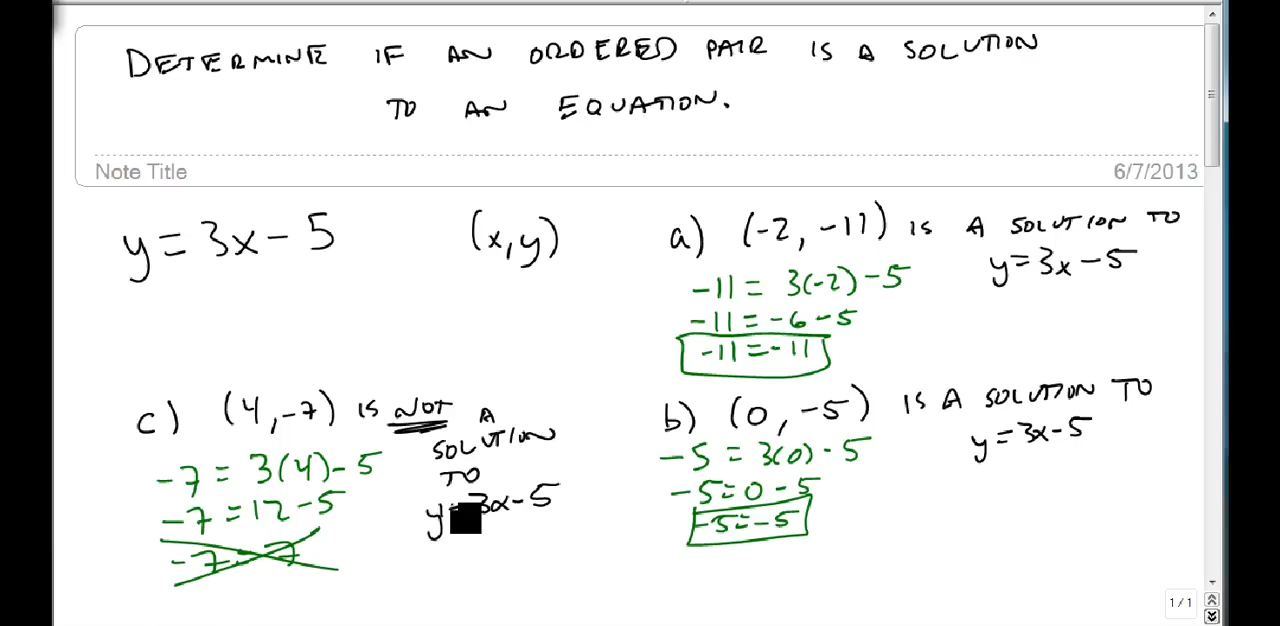 DETERMINE IF AN ORDERED PAIR IS A SOLUTION
TO AN EQUATION.
Note Title
6/7/2013
y = 3x - 5
(x, y)
a) (-2, -11) IS A SOLUTION TO
y = 3x - 5
-11 = 3(-2) - 5
-11 = -6 - 5
-11 = -11
b) (0, -5) IS A SOLUTION TO
y = 3x - 5
-5 = 3(0) - 5
-5 = 0 - 5
-5 = -5
c) (4, -7) IS NOT A
SOLUTION
TO
y = 3x - 5
-7 = 3(4) - 5
-7 = 12 - 5
-7 = 7
1 / 1